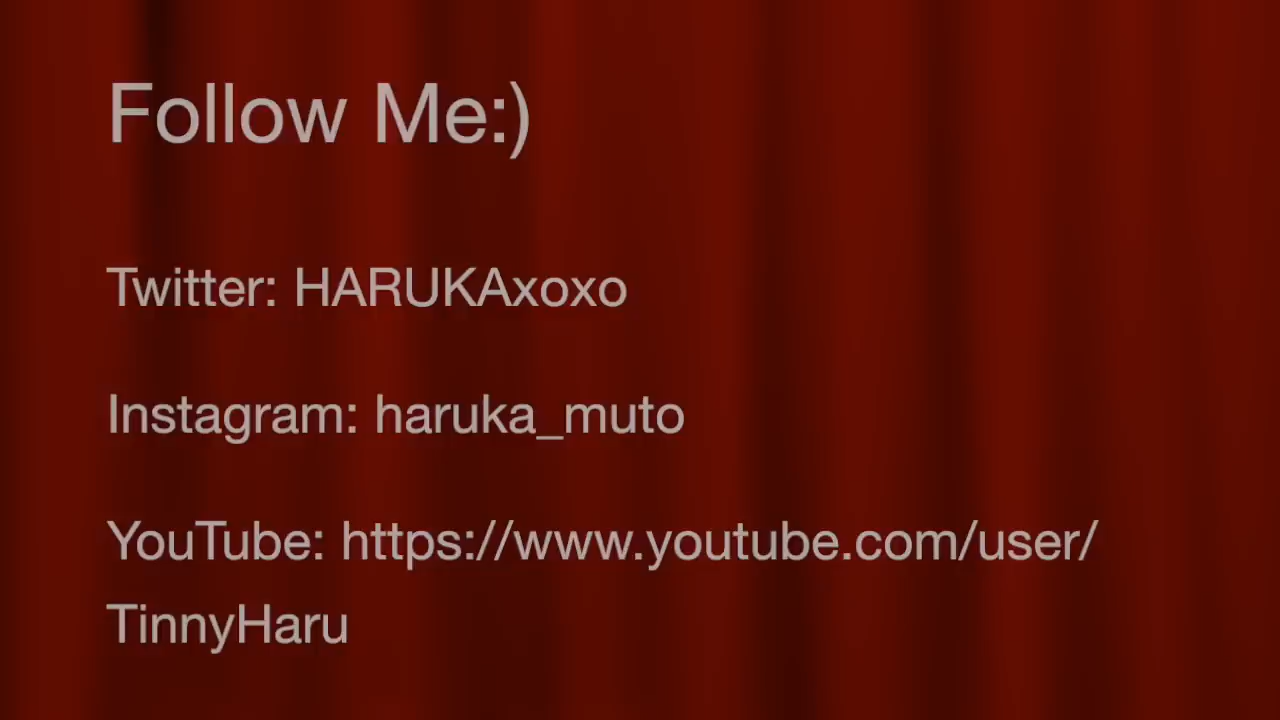 Follow Me:)
Twitter: HARUKAxoxo
Instagram: haruka_muto
YouTube: https://www.youtube.com/user/
TinnyHaru